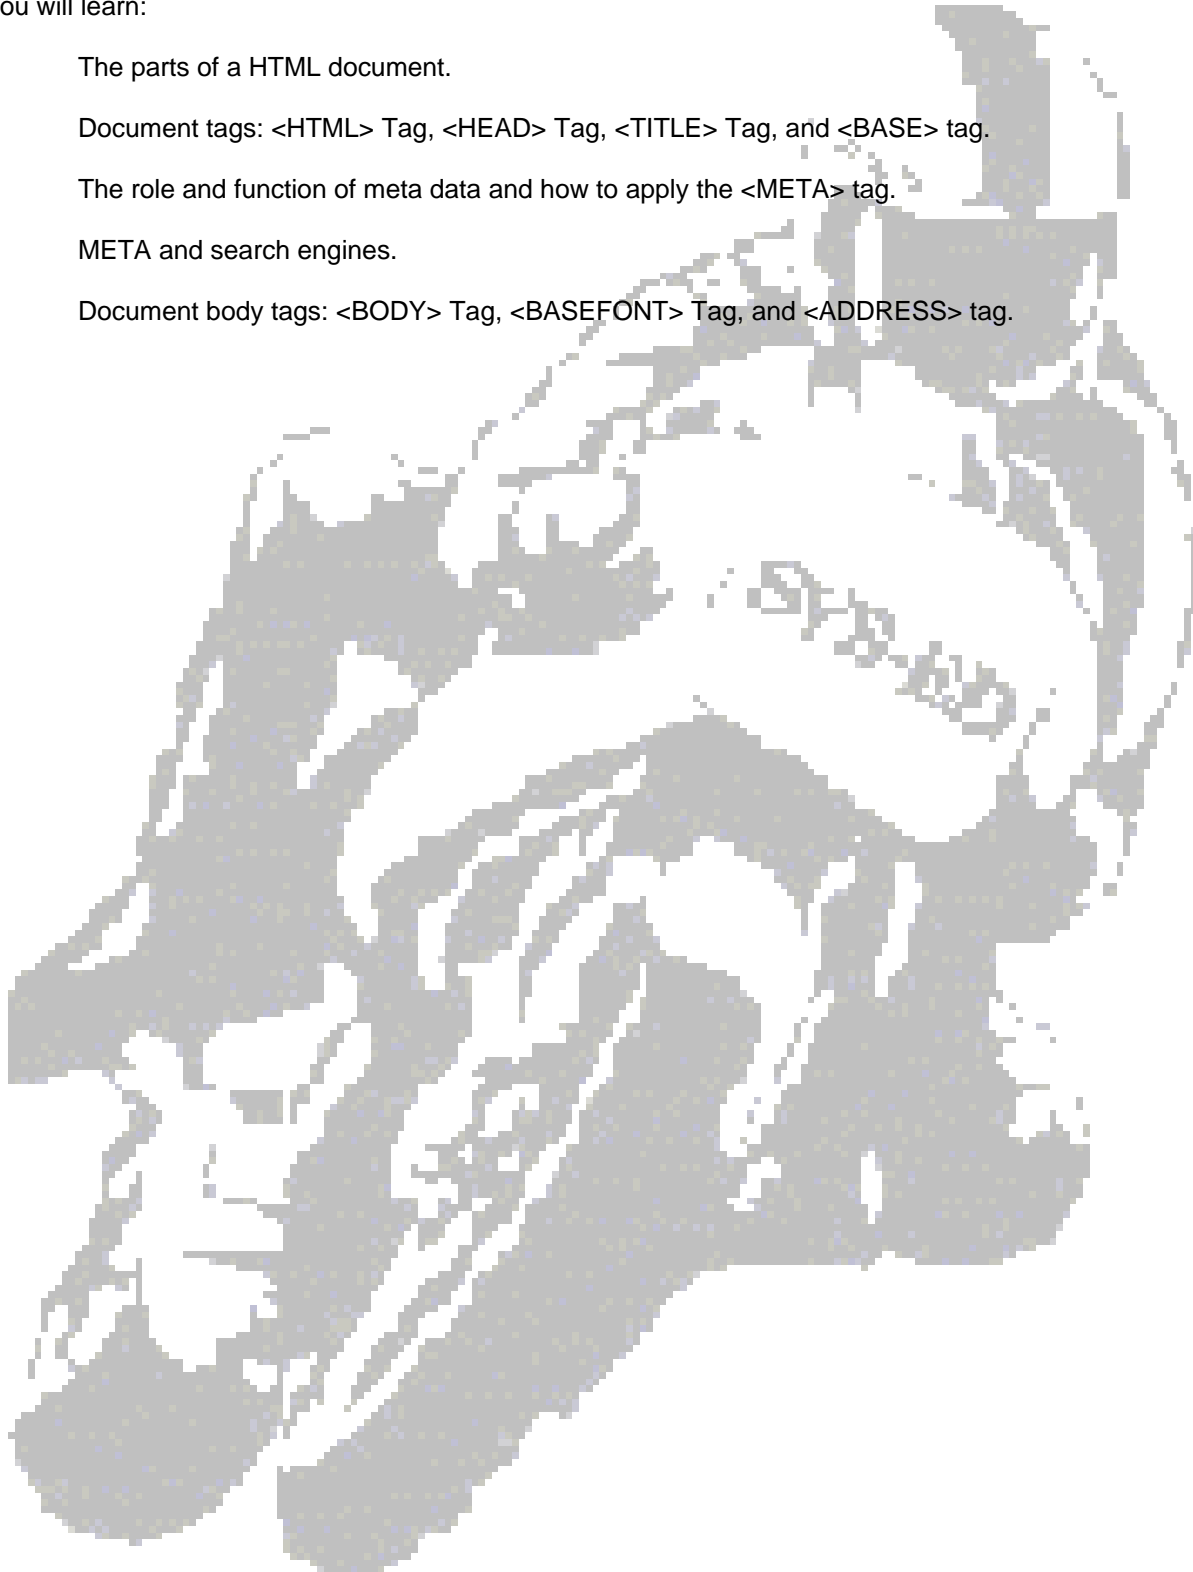 ou will learn:
The parts of a HTML document.
Document tags: <HTML> Tag, <HEAD> Tag, <TITLE> Tag, and <BASE> tag.
The role and function of meta data and how to apply the <META> tag.
META and search engines.
Document body tags: <BODY> Tag, <BASEFONT> Tag, and <ADDRESS> tag.
SYS-ED